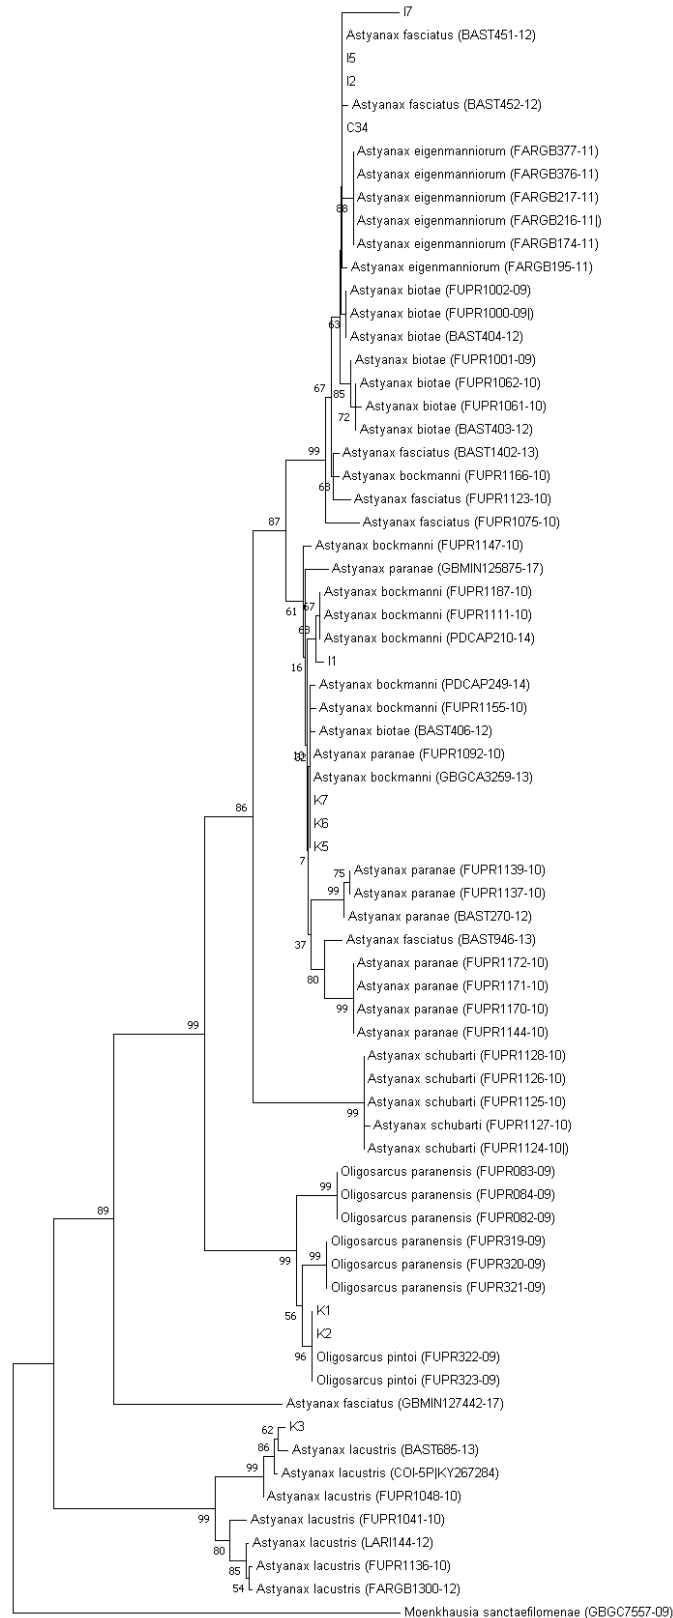 I7
Astyanax fasciatus (BAST451-12)
I5
I2
Astyanax fasciatus (BAST452-12)
C34
Astyanax eigenmanniorum (FARGB377-11)
Astyanax eigenmanniorum (FARGB376-11)
Astyanax eigenmanniorum (FARGB217-11)
88
Astyanax eigenmanniorum (FARGB216-11|)
Astyanax eigenmanniorum (FARGB174-11)
Astyanax eigenmanniorum (FARGB195-11)
Astyanax biotae (FUPR1002-09)
Astyanax biotae (FUPR1000-09|)
63
Astyanax biotae (BAST404-12)
Astyanax biotae (FUPR1001-09)
Astyanax biotae (FUPR1062-10)
67
85
Astyanax biotae (FUPR1061-10)
72
Astyanax biotae (BAST403-12)
99
Astyanax fasciatus (BAST1402-13)
Astyanax bockmanni (FUPR1166-10)
63
Astyanax fasciatus (FUPR1123-10)
87
Astyanax fasciatus (FUPR1075-10)
Astyanax bockmanni (FUPR1147-10)
Astyanax paranae (GBMIN125875-17)
Astyanax bockmanni (FUPR1187-10)
61
67
Astyanax bockmanni (FUPR1111-10)
63
Astyanax bockmanni (PDCAP210-14)
I1
16
Astyanax bockmanni (PDCAP249-14)
Astyanax bockmanni (FUPR1155-10)
Astyanax biotae (BAST406-12)
Astyanax paranae (FUPR1092-10)
Astyanax bockmanni (GBGCA3259-13)
K7
86
K6
K5
7
Astyanax paranae (FUPR1139-10)
75
99
Astyanax paranae (FUPR1137-10)
Astyanax paranae (BAST270-12)
Astyanax fasciatus (BAST946-13)
37
Astyanax paranae (FUPR1172-10)
80
Astyanax paranae (FUPR1171-10)
Astyanax paranae (FUPR1170-10)
99
Astyanax paranae (FUPR1144-10)
99
Astyanax schubarti (FUPR1128-10)
Astyanax schubarti (FUPR1126-10)
Astyanax schubarti (FUPR1125-10)
99
Astyanax schubarti (FUPR1127-10)
Astyanax schubarti (FUPR1124-10|)
Oligosarcus paranensis (FUPR083-09)
99
Oligosarcus paranensis (FUPR084-09)
89
Oligosarcus paranensis (FUPR082-09)
Oligosarcus paranensis (FUPR319-09)
99
99
Oligosarcus paranensis (FUPR320-09)
Oligosarcus paranensis (FUPR321-09)
K1
56
K2
96
Oligosarcus pintoi (FUPR322-09)
Oligosarcus pintoi (FUPR323-09)
Astyanax fasciatus (GBMIN127442-17)
K3
62
86
Astyanax lacustris (BAST685-13)
99
Astyanax lacustris (COI-5P|KY267284)
Astyanax lacustris (FUPR1048-10)
99
Astyanax lacustris (FUPR1041-10)
80
Astyanax lacustris (LARI144-12)
85
Astyanax lacustris (FUPR1136-10)
54
Astyanax lacustris (FARGB1300-12)
Moenkhausia sanctaefilomenae (GBGC7557-09)